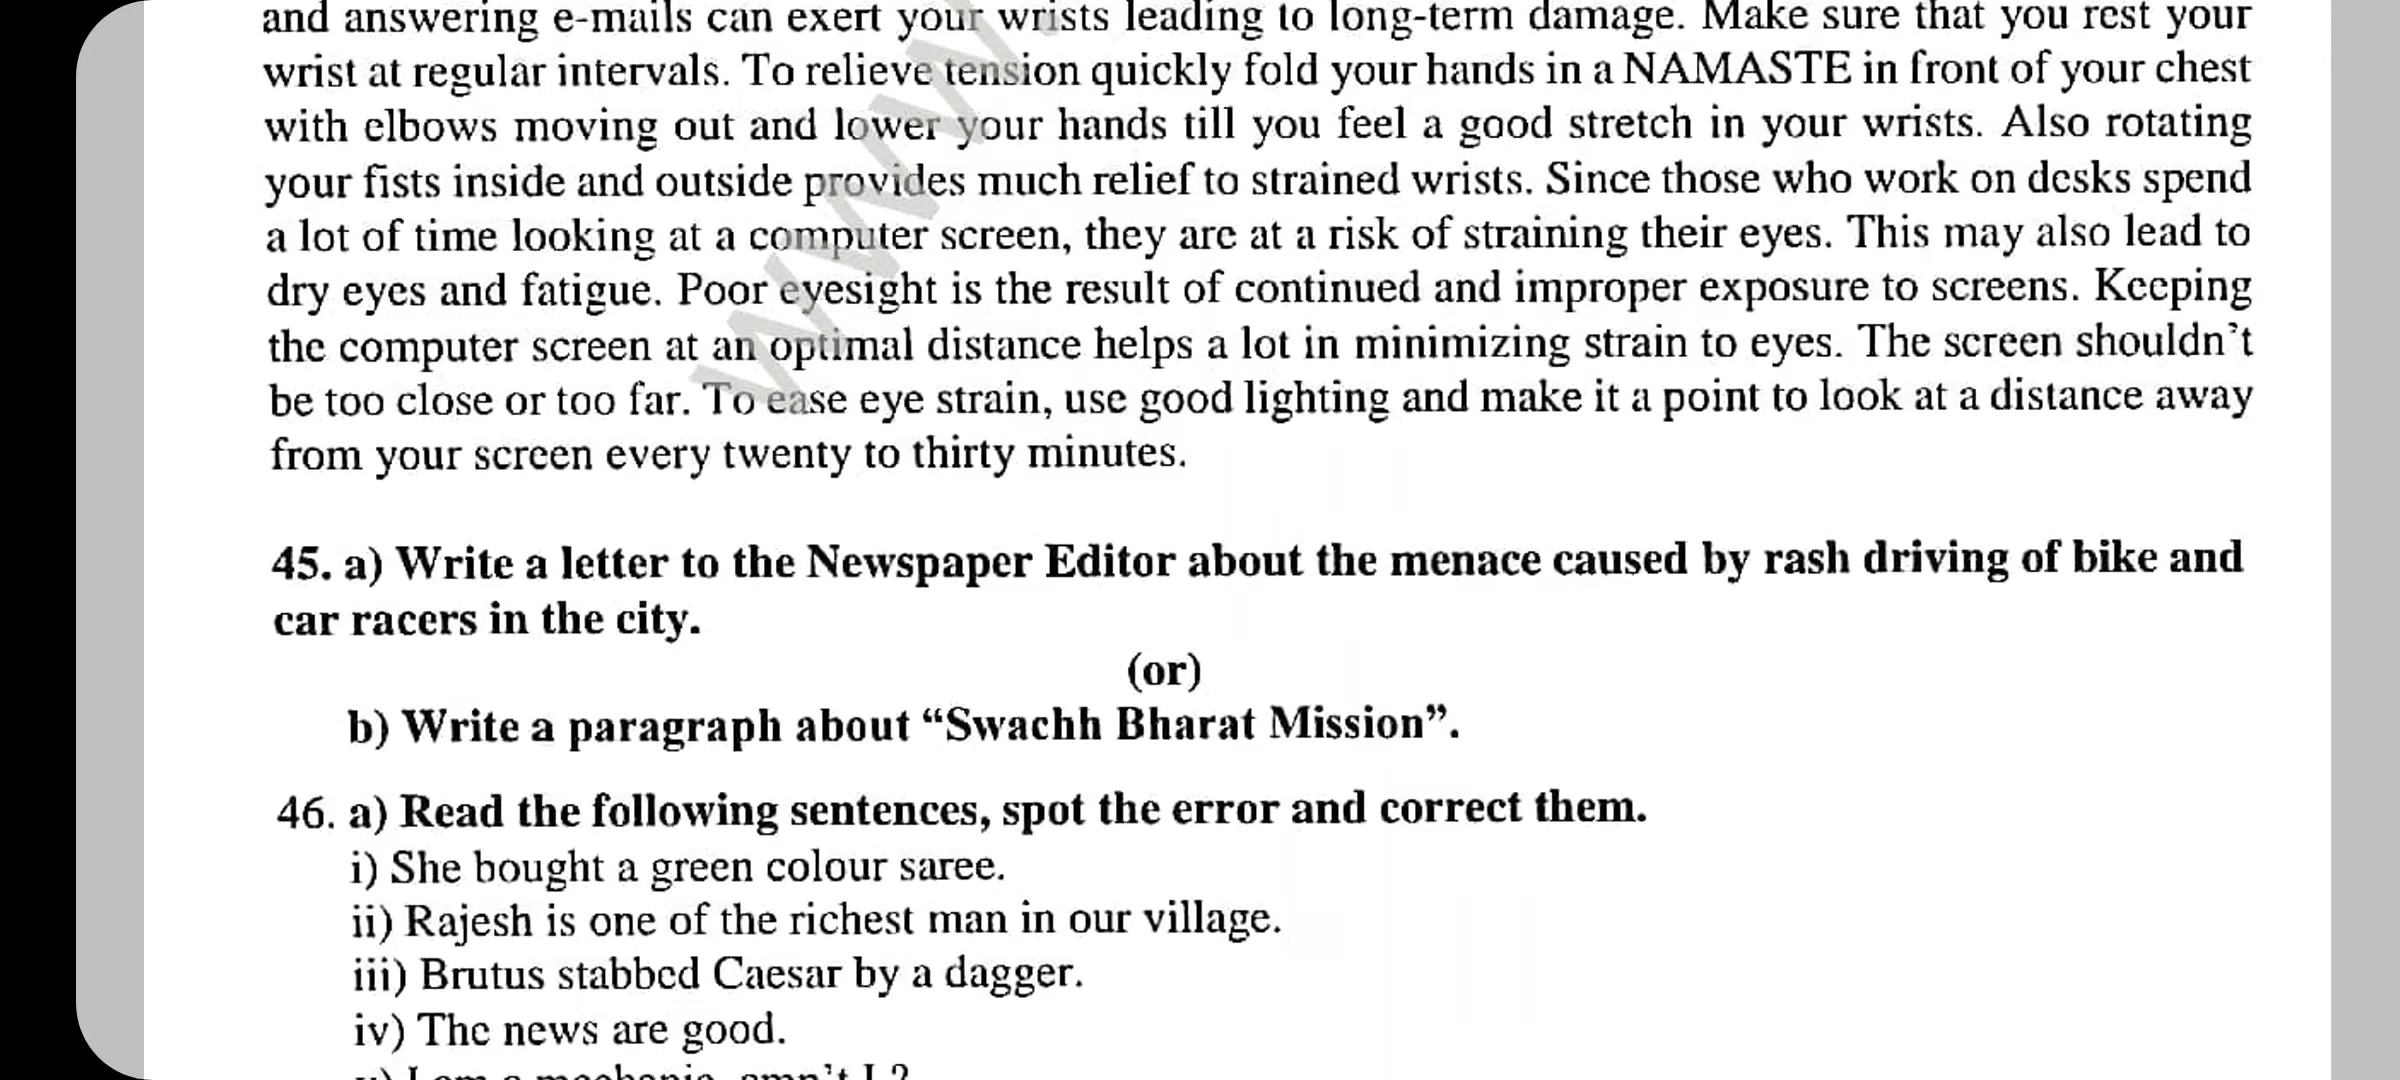 and answering e-mails can exert your wrists leading to long-term damage. Make sure that you rest your
wrist at regular intervals. To relieve tension quickly fold your hands in a NAMASTE in front of your chest
with elbows moving out and lower your hands till you feel a good stretch in your wrists. Also rotating
your fists inside and outside provides much relief to strained wrists. Since those who work on desks spend
a lot of time looking at a computer screen, they are at a risk of straining their eyes. This may also lead to
dry eyes and fatigue. Poor eyesight is the result of continued and improper exposure to screens. Keeping
the computer screen at an optimal distance helps a lot in minimizing strain to eyes. The screen shouldn't
be too close or too far. To ease eye strain, use good lighting and make it a point to look at a distance away
from your screen every twenty to thirty minutes.
45. a) Write a letter to the Newspaper Editor about the menace caused by rash driving of bike and
car racers in the city.
(or)
b) Write a paragraph about “Swachh Bharat Mission”.
46. a) Read the following sentences, spot the error and correct them.
i) She bought a green colour saree.
ii) Rajesh is one of the richest man in our village.
iii) Brutus stabbed Caesar by a dagger.
iv) The news are good.
v) I am a mechanic, amn't I ?
www.